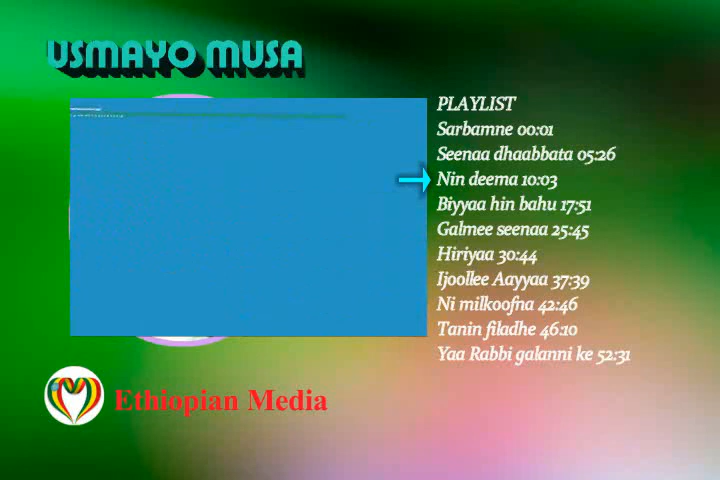 USMAYO MUSA
PLAYLIST
Sarbamne 00:01
Seenaa dhaabbata 05:26
Nin deema 10:03
Biyyaa hin bahu 17:51
Galmee seenaa 25:45
Hiriyaa 30:44
Ijoollee Aayyaa 37:39
Ni milkoofna 42:46
Tanin filadhe 46:10
Yaa Rabbi galanni ke 52:31
Ethiopian Media